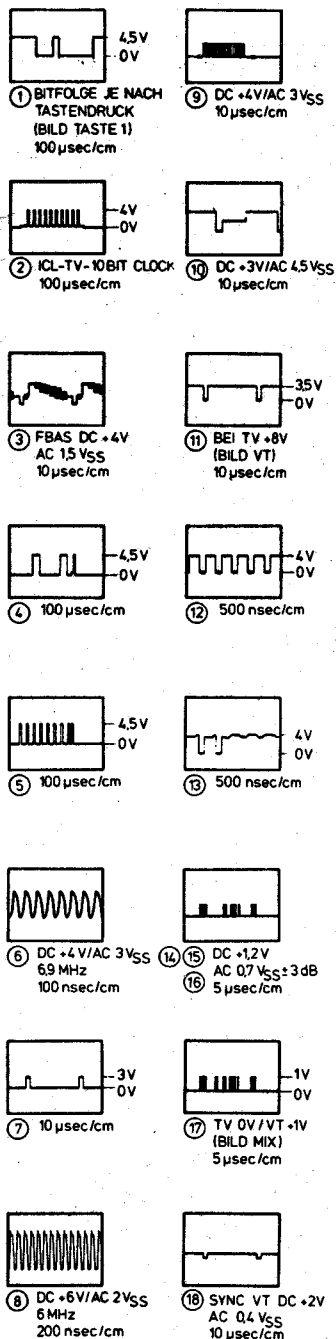 4,5V
0V
① BITFOLGE JE NACH
TASTENDRUCK
(BILD TASTE 1)
100µsec/cm
4V
0V
② ICL-TV-10BIT CLOCK
100µsec/cm
③ FBAS DC +4V
AC 1,5 VSS
10µsec/cm
4,5V
0V
④ 100µsec/cm
4,5V
0V
⑤ 100µsec/cm
⑥ DC +4V/AC 3VSS
6,9 MHz
100nsec/cm
3V
0V
⑦ 10µsec/cm
⑧ DC +6V/AC 2VSS
6MHz
200nsec/cm
⑨ DC +4V/AC 3VSS
10µsec/cm
⑩ DC +3V/AC 4,5VSS
10µsec/cm
3,5V
0V
⑪ BEI TV +8V
(BILD VT)
10µsec/cm
4V
0V
⑫ 500nsec/cm
4V
0V
⑬ 500nsec/cm
⑭ ⑮ DC +1,2V
⑯ AC 0,7VSS±3dB
5µsec/cm
1V
0V
⑰ TV 0V/VT +1V
(BILD MIX)
5µsec/cm
⑱ SYNC VT DC +2V
AC 0,4 VSS
10µsec/cm